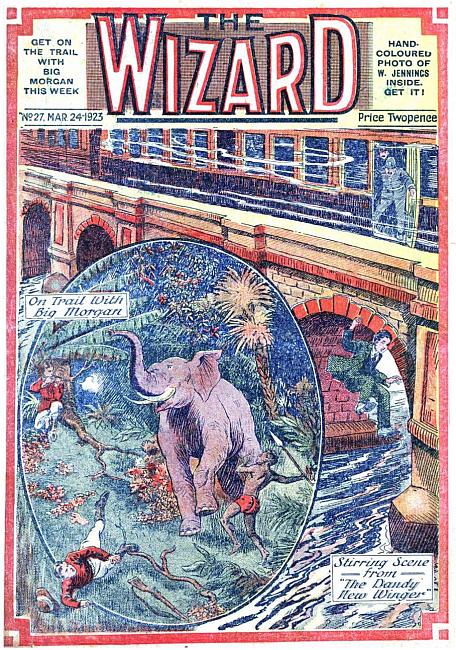 GET ON
THE TRAIL
WITH
BIG
MORGAN
THIS WEEK
THE
WIZARD
HAND-
COLOURED
PHOTO OF
W. JENNINGS
INSIDE.
GET IT!
Nº27. MAR. 24·1923
Price Twopence
On Trail With
Big Morgan
Stirring Scene
from
"The Dandy
New Winger"